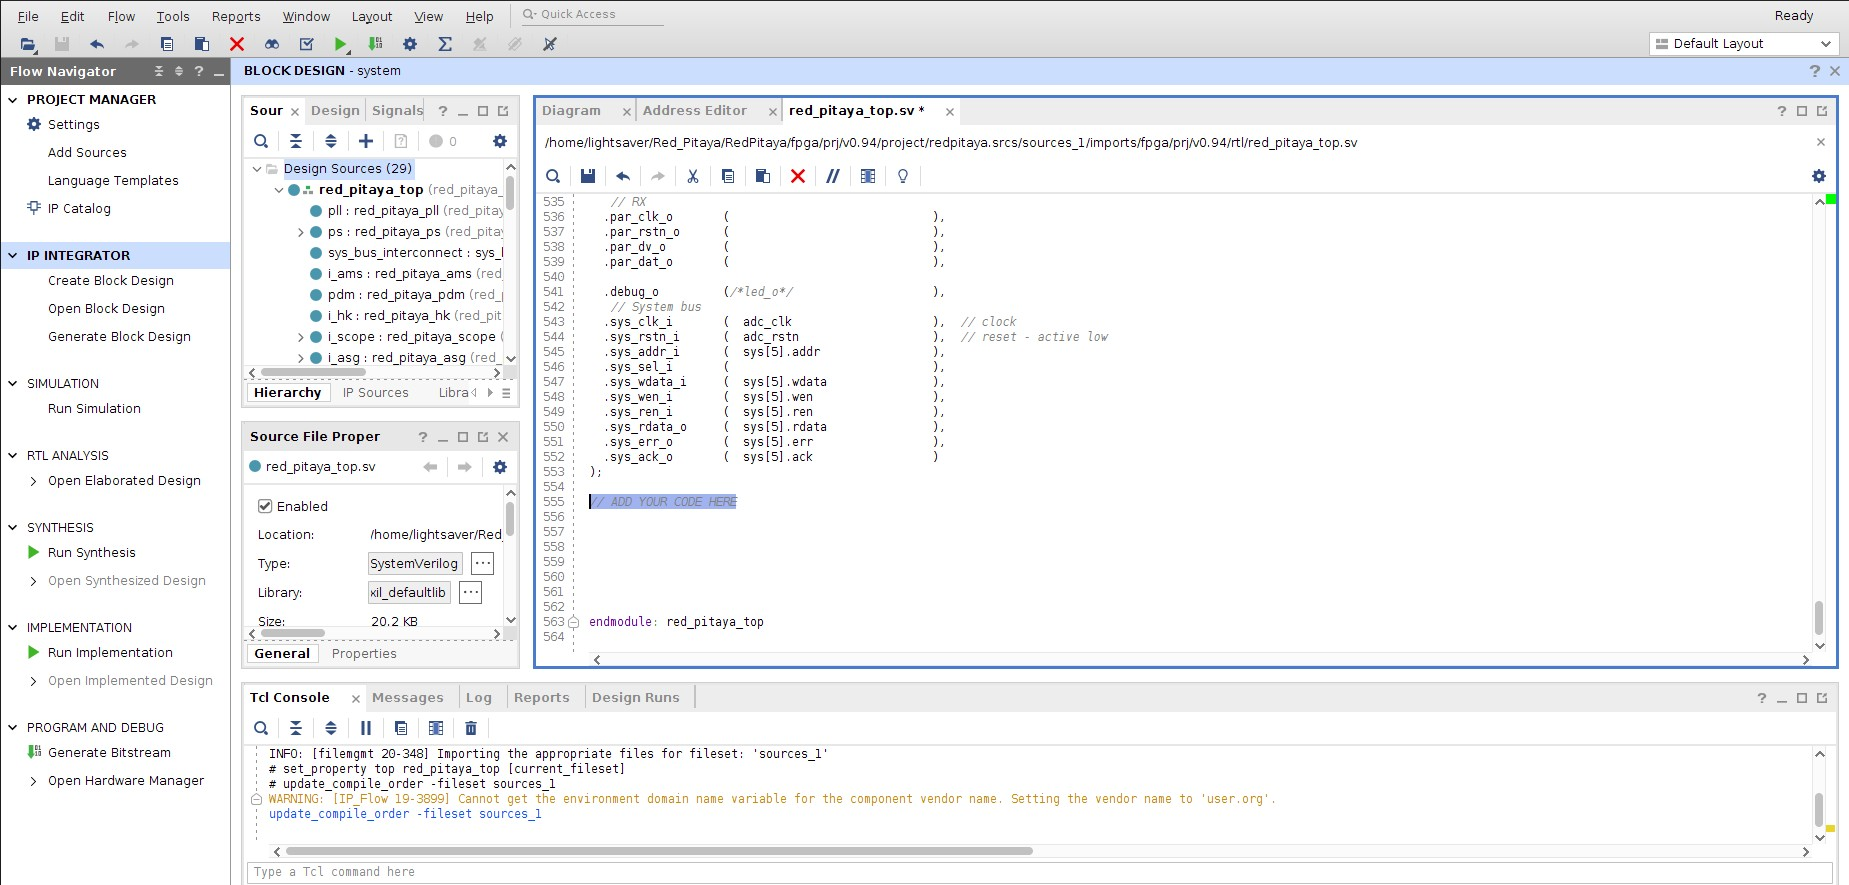 File Edit Flow Tools Reports Window Layout View Help Quick Access Ready
Default Layout
Flow Navigator
BLOCK DESIGN - system
PROJECT MANAGER
Settings
Add Sources
Language Templates
IP Catalog
IP INTEGRATOR
Create Block Design
Open Block Design
Generate Block Design
SIMULATION
Run Simulation
RTL ANALYSIS
Open Elaborated Design
SYNTHESIS
Run Synthesis
Open Synthesized Design
IMPLEMENTATION
Run Implementation
Open Implemented Design
PROGRAM AND DEBUG
Generate Bitstream
Open Hardware Manager
Sour Design Signals
0
Design Sources (29)
red_pitaya_top (red_pitaya_
pll : red_pitaya_pll (red_pitay
ps : red_pitaya_ps (red_pitay
sys_bus_interconnect : sys_l
i_ams : red_pitaya_ams (red_
pdm : red_pitaya_pdm (red_
i_hk : red_pitaya_hk (red_pit
i_scope : red_pitaya_scope (
i_asg : red_pitaya_asg (red_
Hierarchy IP Sources Libra
Source File Proper
red_pitaya_top.sv
Enabled
Location: /home/lightsaver/Red_
Type: SystemVerilog ...
Library: xil_defaultlib ...
Size: 20.2 KB
General Properties
Diagram Address Editor red_pitaya_top.sv *
/home/lightsaver/Red_Pitaya/RedPitaya/fpga/prj/v0.94/project/redpitaya.srcs/sources_1/imports/fpga/prj/v0.94/rtl/red_pitaya_top.sv
535 // RX
536 .par_clk_o ( ),
537 .par_rstn_o ( ),
538 .par_dv_o ( ),
539 .par_dat_o ( ),
540
541 .debug_o (/*led_o*/ ),
542 // System bus
543 .sys_clk_i ( adc_clk ), // clock
544 .sys_rstn_i ( adc_rstn ), // reset - active low
545 .sys_addr_i ( sys[5].addr ),
546 .sys_sel_i ( ),
547 .sys_wdata_i ( sys[5].wdata ),
548 .sys_wen_i ( sys[5].wen ),
549 .sys_ren_i ( sys[5].ren ),
550 .sys_rdata_o ( sys[5].rdata ),
551 .sys_err_o ( sys[5].err ),
552 .sys_ack_o ( sys[5].ack )
553 );
554
555 // ADD YOUR CODE HERE
556
557
558
559
560
561
562
563 endmodule: red_pitaya_top
564
Tcl Console Messages Log Reports Design Runs
INFO: [filemgmt 20-348] Importing the appropriate files for fileset: 'sources_1'
# set_property top red_pitaya_top [current_fileset]
# update_compile_order -fileset sources_1
WARNING: [IP_Flow 19-3899] Cannot get the environment domain name variable for the component vendor name. Setting the vendor name to 'user.org'.
update_compile_order -fileset sources_1
Type a Tcl command here